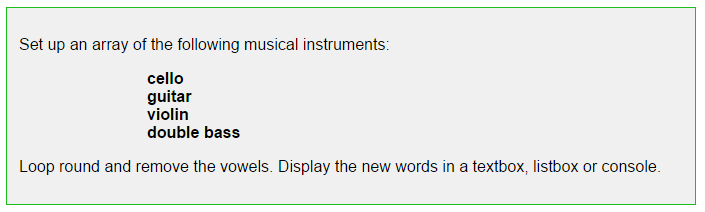 Set up an array of the following musical instruments:
cello
guitar
violin
double bass
Loop round and remove the vowels. Display the new words in a textbox, listbox or console.